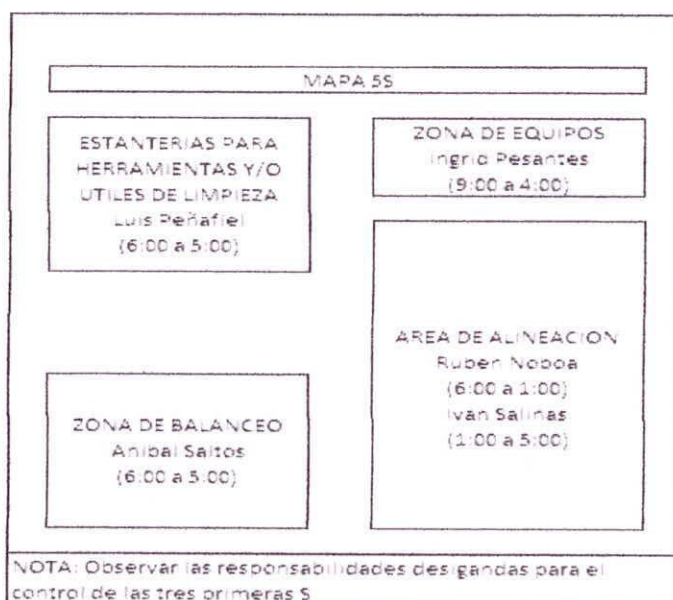 MAPA 5S
ESTANTERIAS PARA
HERRAMIENTAS Y/O
UTILES DE LIMPIEZA
Luis Peñafiel
(6:00 a 5:00)
ZONA DE EQUIPOS
Ingrid Pesantes
(9:00 a 4:00)
AREA DE ALINEACION
Ruben Noboa
(6:00 a 1:00)
Ivan Salinas
(1:00 a 5:00)
ZONA DE BALANCEO
Anibal Saltos
(6:00 a 5:00)
NOTA: Observar las responsabilidades desigandas para el
control de las tres primeras S